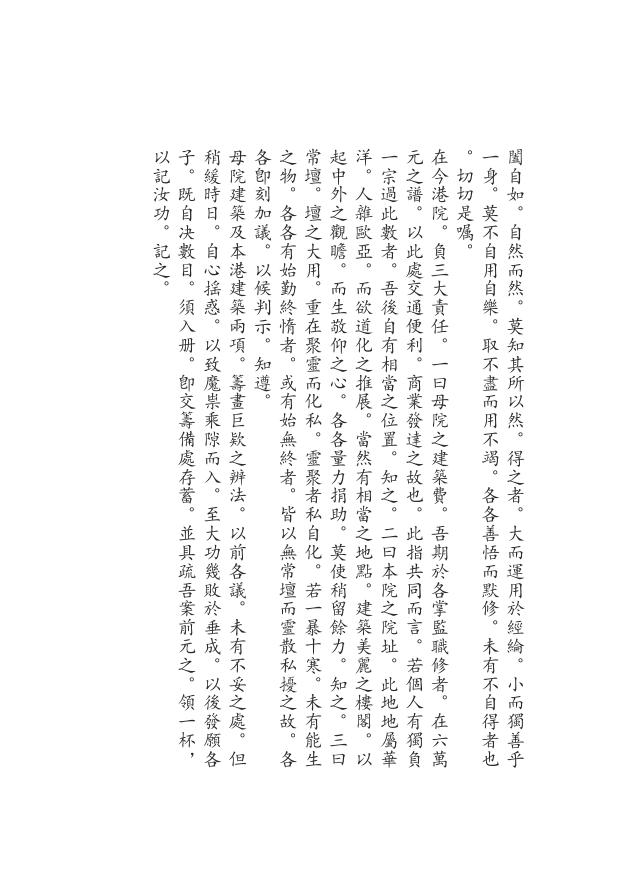 闔自如。自然而然。莫知其所以然。得之者。大而運用於經綸。小而獨善乎
一身。莫不自用自樂。取不盡而用不竭。各各善悟而默修。未有不自得者也
。切切是囑。
在今港院。負三大責任。一曰母院之建築費。吾期於各掌監職修者。在六萬
元之譜。以此處交通便利。商業發達之故也。此指共同而言。若個人有獨負
一宗過此數者。吾後自有相當之位置。知之。二曰本院之院址。此地地屬華
洋。人雜歐亞。而欲道化之推展。當然有相當之地點。建築美麗之樓閣。以
起中外之觀瞻。而生敬仰之心。各各量力捐助。莫使稍留餘力。知之。三曰
常壇。壇之大用。重在聚靈而化私。靈聚者私自化。若一暴十寒。未有能生
之物。各各有始勤終惰者。或有始無終者。皆以無常壇而靈散私擾之故。各
各卽刻加議。以候判示。知遵。
母院建築及本港建築兩項。籌畫巨欵之辨法。以前各議。未有不妥之處。但
稍緩時日。自心搖惑。以致魔祟乘隙而入。至大功幾敗於垂成。以後發願各
子。既自決數目。須入册。卽交籌備處存蓄。並具疏吾案前元之。領一杯，
以記汝功。記之。